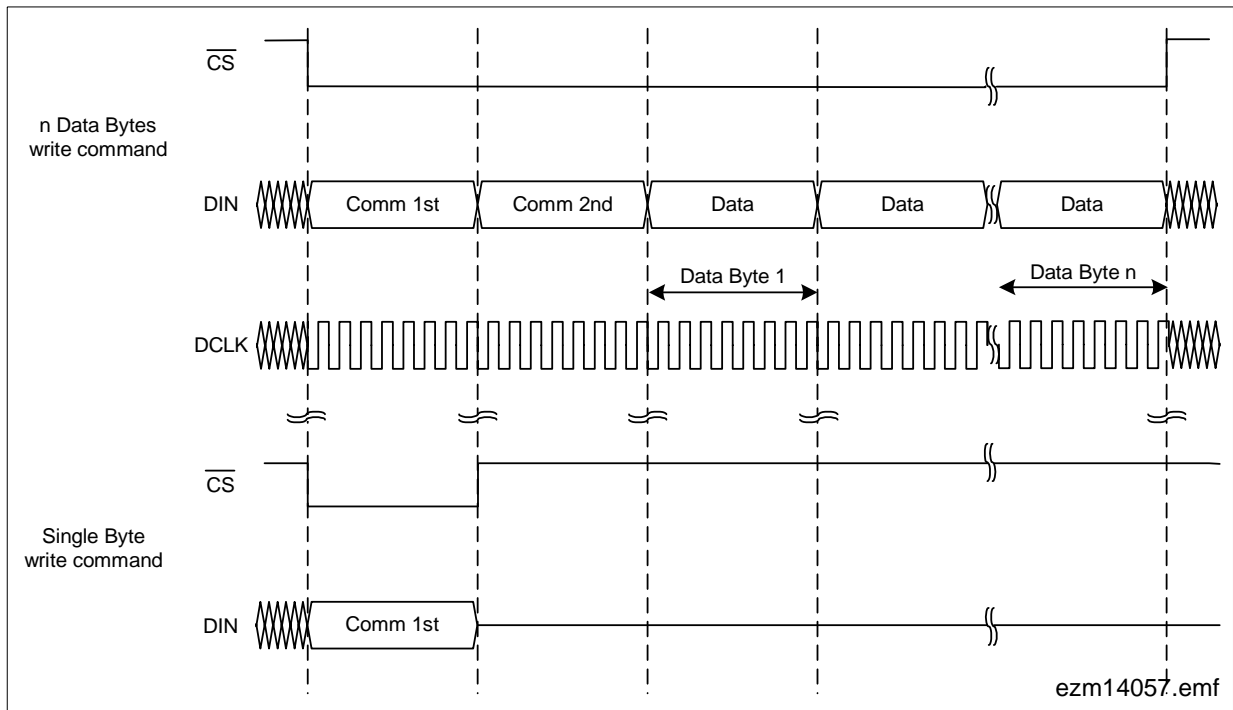 CS
n Data Bytes
write command
DIN
Comm 1st
Comm 2nd
Data
Data
Data
Data Byte 1
Data Byte n
DCLK
CS
Single Byte
write command
DIN
Comm 1st
ezm14057.emf